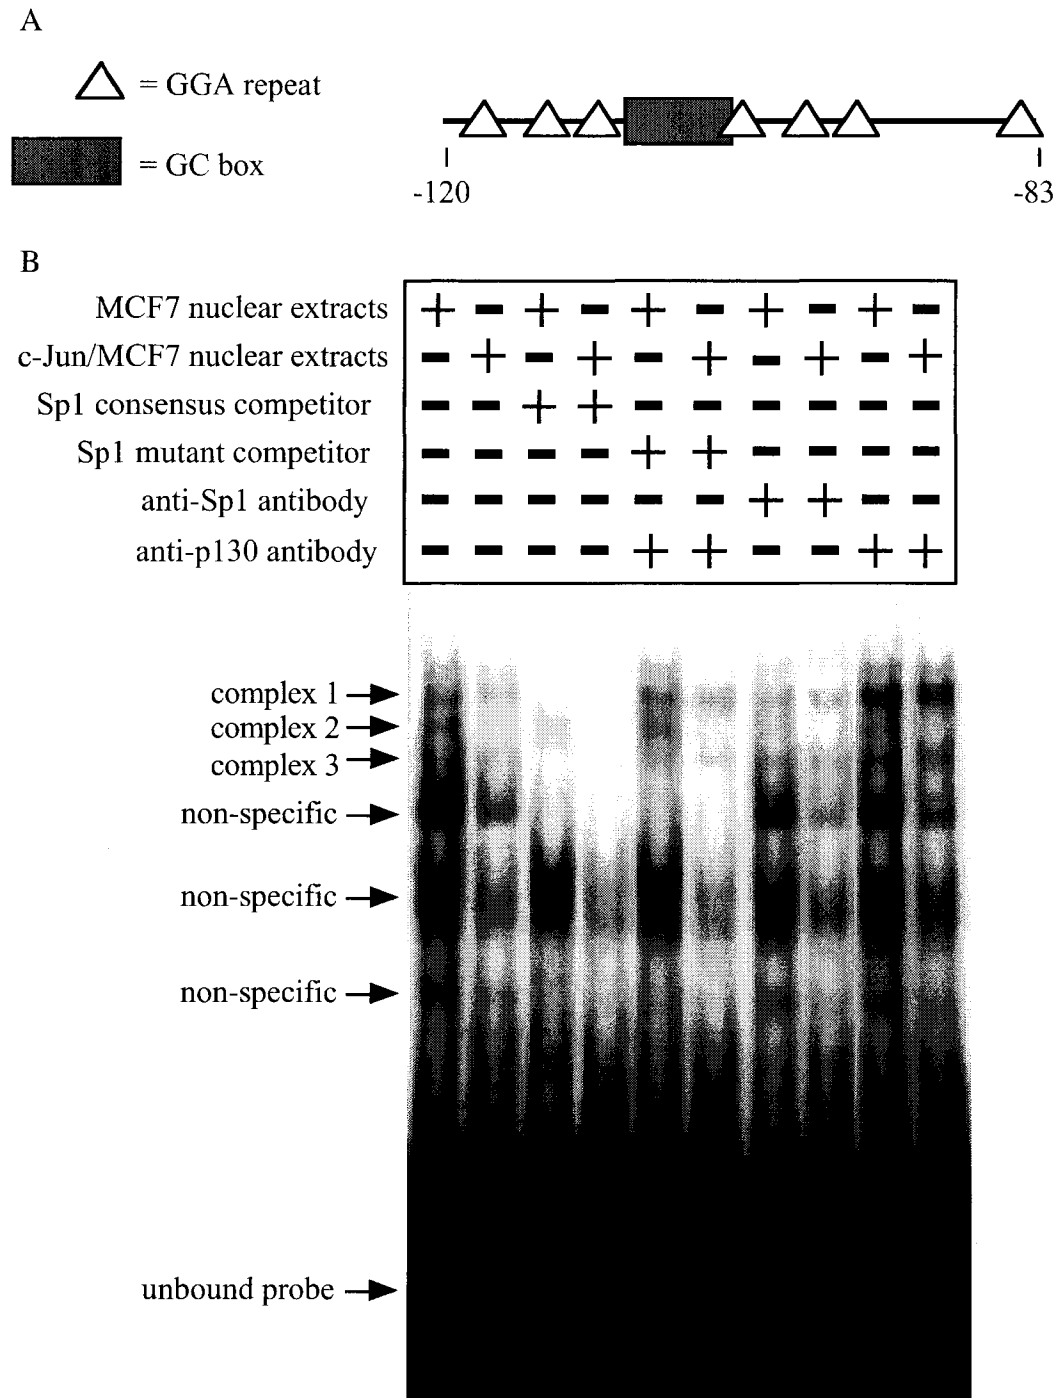 A
= GGA repeat
= GC box
-120
-83
B
MCF7 nuclear extracts + - + - + - + - + -
c-Jun/MCF7 nuclear extracts - + - + - + - + - +
Sp1 consensus competitor - - + + - - - - - -
Sp1 mutant competitor - - - - + + - - - -
anti-Sp1 antibody - - - - - - + + - -
anti-p130 antibody - - - - + + - - + +
complex 1
complex 2
complex 3
non-specific
non-specific
non-specific
unbound probe